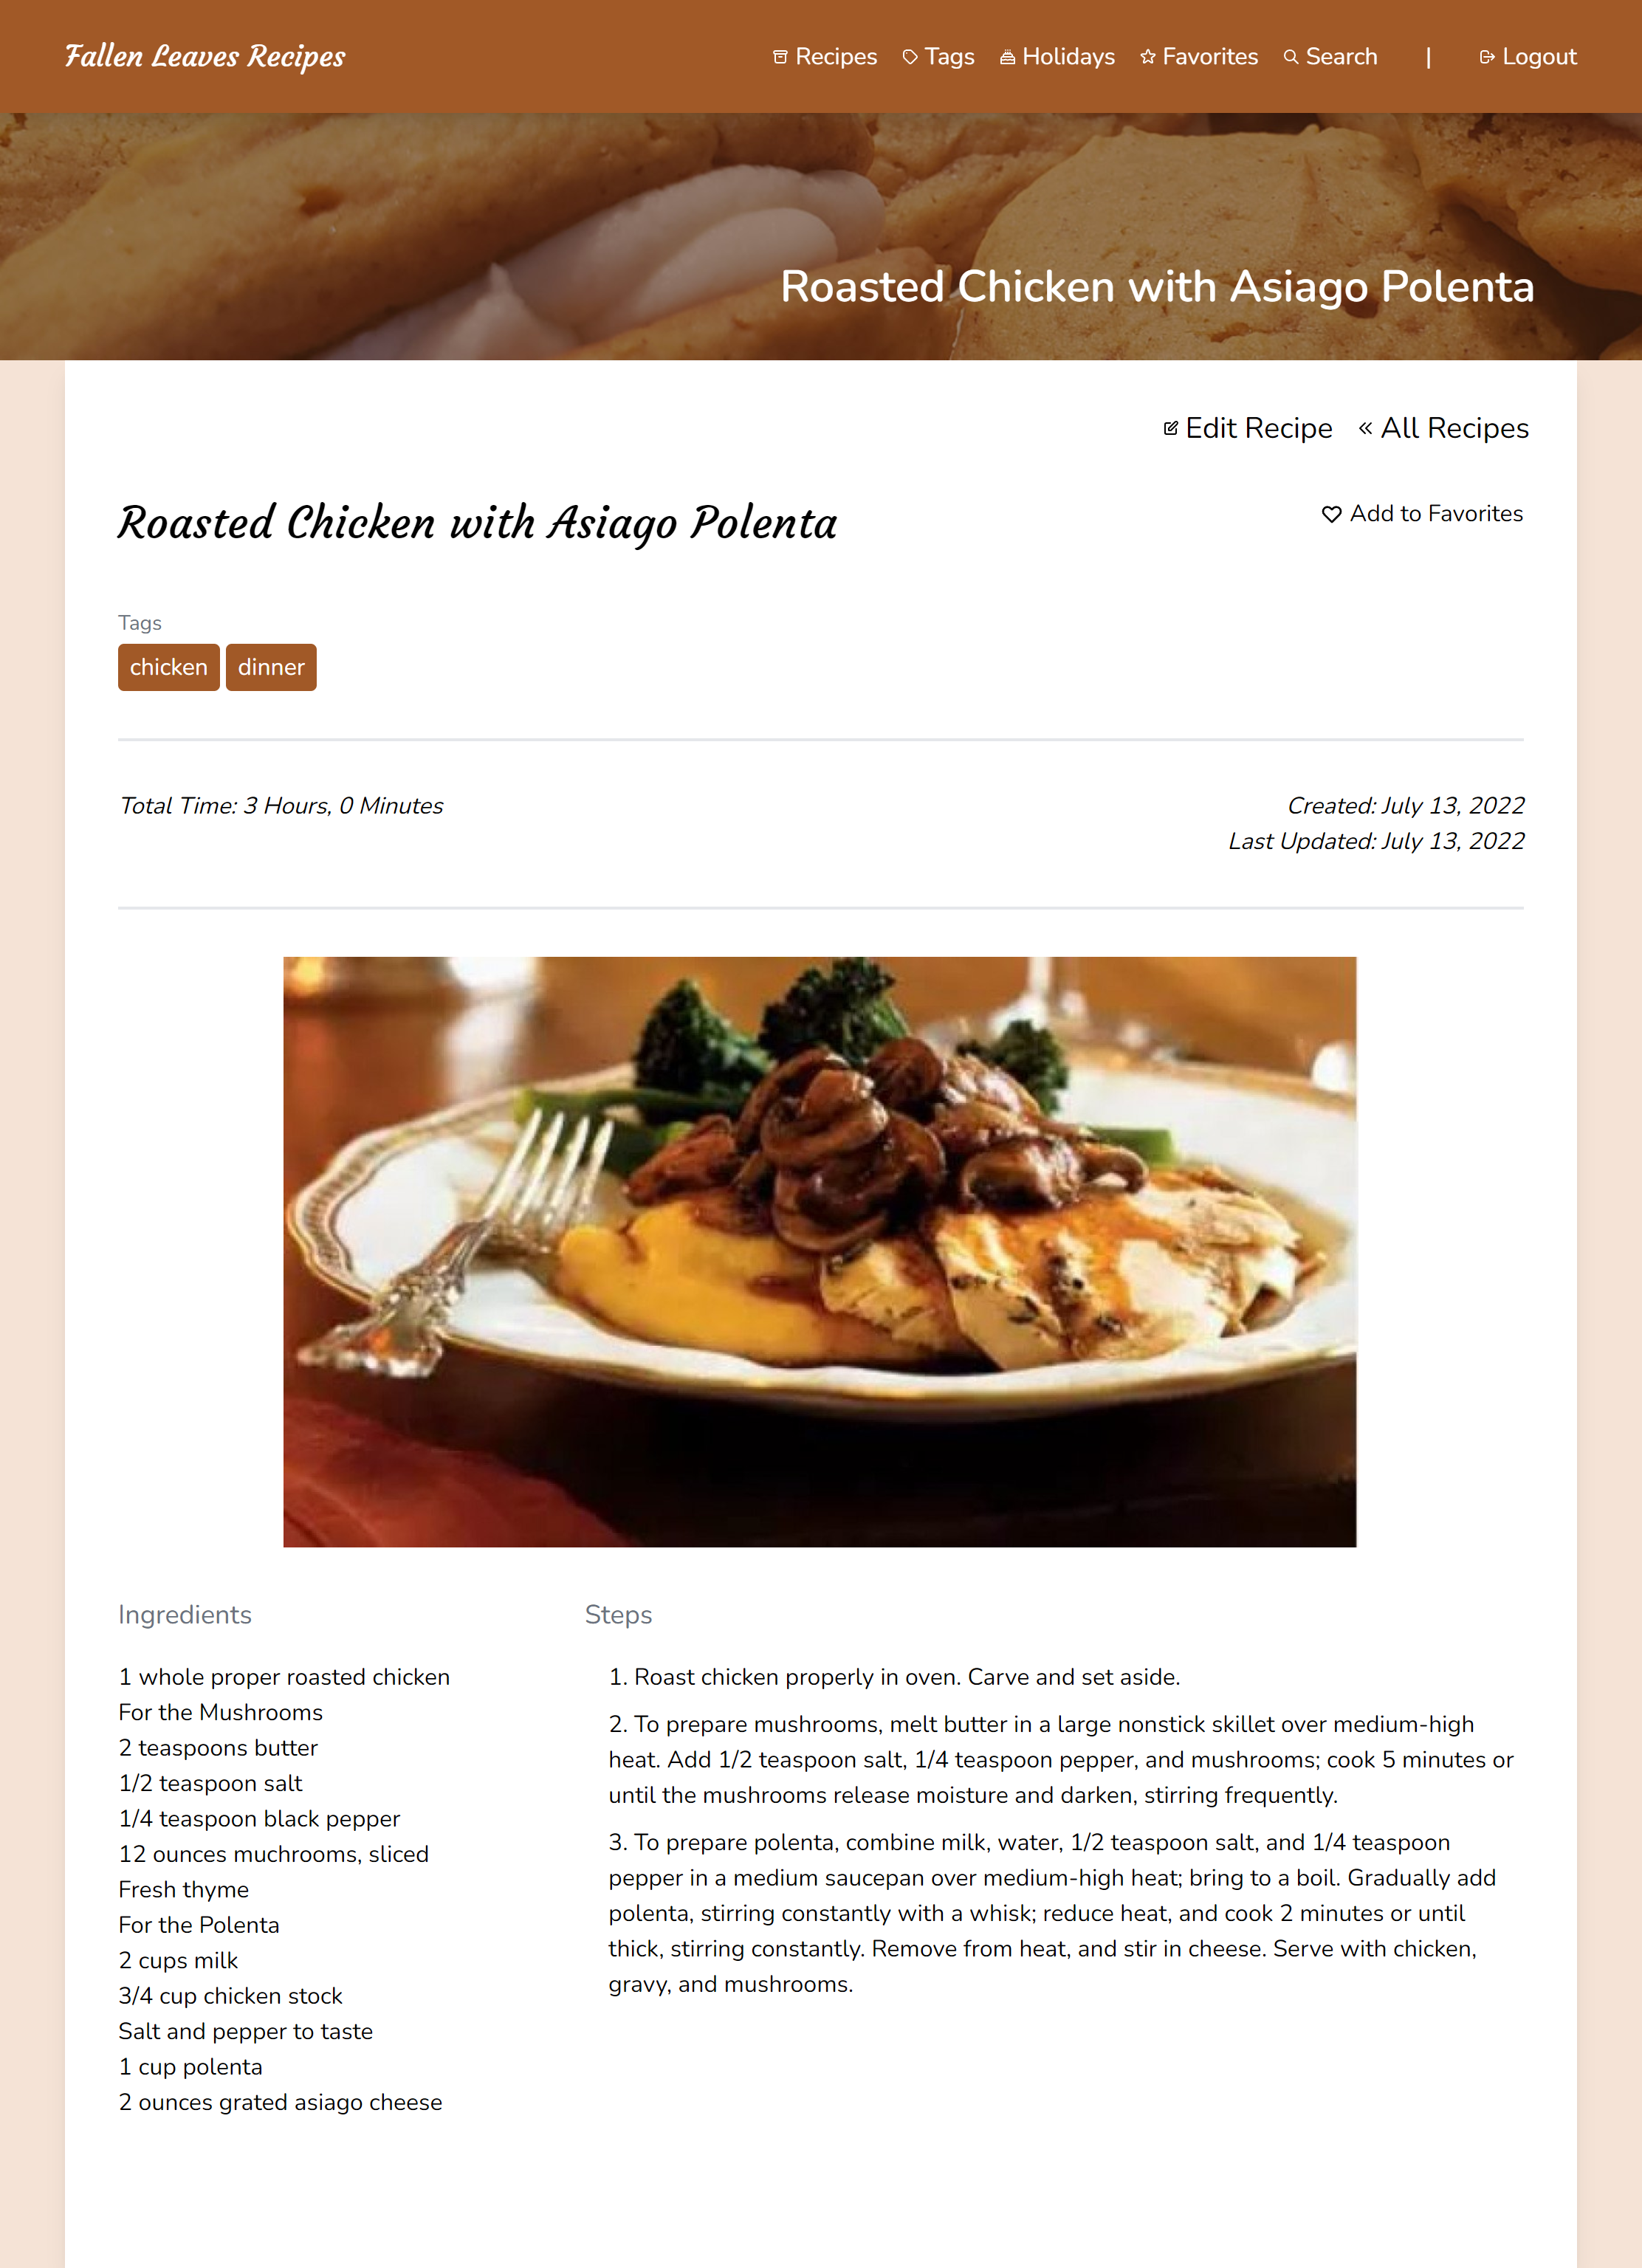 Fallen Leaves Recipes
Recipes Tags Holidays Favorites Search | Logout
Roasted Chicken with Asiago Polenta
Edit Recipe « All Recipes
Roasted Chicken with Asiago Polenta
Add to Favorites
Tags
chicken dinner
Total Time: 3 Hours, 0 Minutes
Created: July 13, 2022
Last Updated: July 13, 2022
Ingredients
1 whole proper roasted chicken
For the Mushrooms
2 teaspoons butter
1/2 teaspoon salt
1/4 teaspoon black pepper
12 ounces muchrooms, sliced
Fresh thyme
For the Polenta
2 cups milk
3/4 cup chicken stock
Salt and pepper to taste
1 cup polenta
2 ounces grated asiago cheese
Steps
1. Roast chicken properly in oven. Carve and set aside.
2. To prepare mushrooms, melt butter in a large nonstick skillet over medium-high
heat. Add 1/2 teaspoon salt, 1/4 teaspoon pepper, and mushrooms; cook 5 minutes or
until the mushrooms release moisture and darken, stirring frequently.
3. To prepare polenta, combine milk, water, 1/2 teaspoon salt, and 1/4 teaspoon
pepper in a medium saucepan over medium-high heat; bring to a boil. Gradually add
polenta, stirring constantly with a whisk; reduce heat, and cook 2 minutes or until
thick, stirring constantly. Remove from heat, and stir in cheese. Serve with chicken,
gravy, and mushrooms.